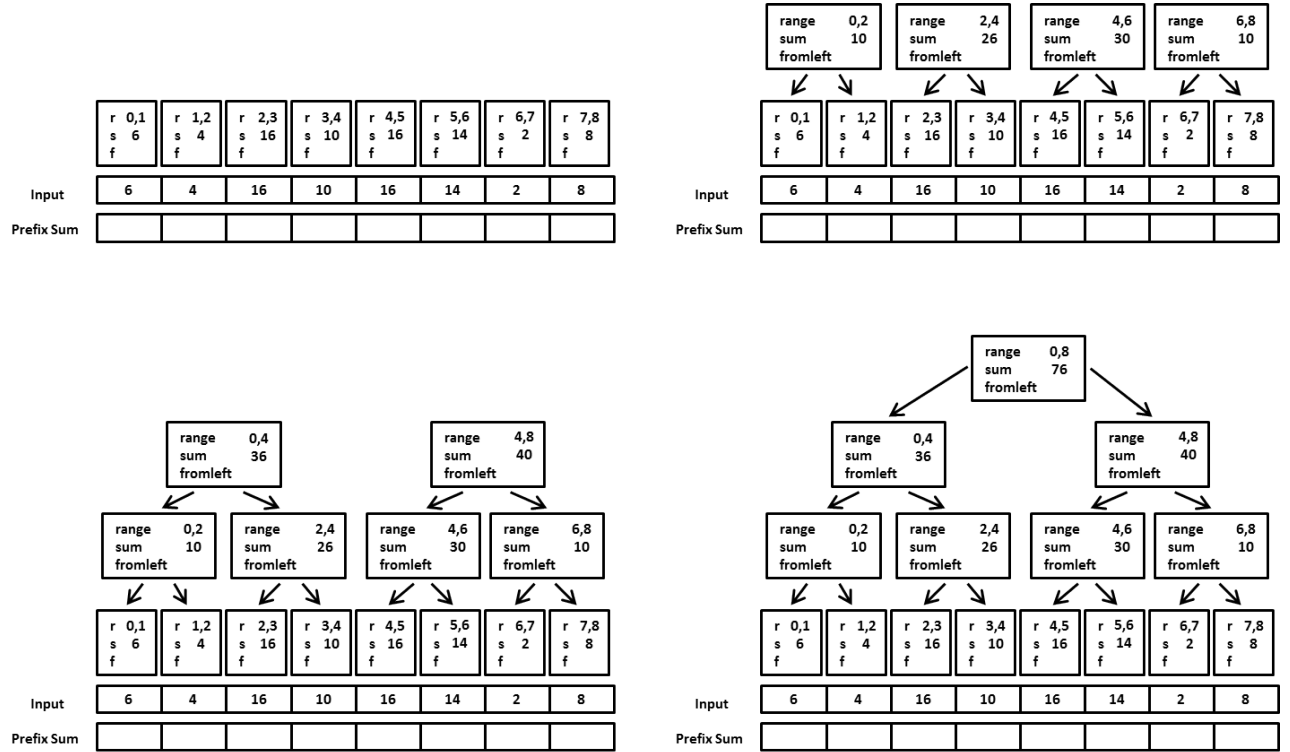 r 0,1 r 1,2 r 2,3 r 3,4 r 4,5 r 5,6 r 6,7 r 7,8
s 6 s 4 s 16 s 10 s 16 s 14 s 2 s 8
f f f f f f f f
Input 6 4 16 10 16 14 2 8
Prefix Sum
range 0,2 range 2,4 range 4,6 range 6,8
sum 10 sum 26 sum 30 sum 10
fromleft fromleft fromleft fromleft
r 0,1 r 1,2 r 2,3 r 3,4 r 4,5 r 5,6 r 6,7 r 7,8
s 6 s 4 s 16 s 10 s 16 s 14 s 2 s 8
f f f f f f f f
Input 6 4 16 10 16 14 2 8
Prefix Sum
range 0,4 range 4,8
sum 36 sum 40
fromleft fromleft
range 0,2 range 2,4 range 4,6 range 6,8
sum 10 sum 26 sum 30 sum 10
fromleft fromleft fromleft fromleft
r 0,1 r 1,2 r 2,3 r 3,4 r 4,5 r 5,6 r 6,7 r 7,8
s 6 s 4 s 16 s 10 s 16 s 14 s 2 s 8
f f f f f f f f
Input 6 4 16 10 16 14 2 8
Prefix Sum
range 0,8
sum 76
fromleft
range 0,4 range 4,8
sum 36 sum 40
fromleft fromleft
range 0,2 range 2,4 range 4,6 range 6,8
sum 10 sum 26 sum 30 sum 10
fromleft fromleft fromleft fromleft
r 0,1 r 1,2 r 2,3 r 3,4 r 4,5 r 5,6 r 6,7 r 7,8
s 6 s 4 s 16 s 10 s 16 s 14 s 2 s 8
f f f f f f f f
Input 6 4 16 10 16 14 2 8
Prefix Sum